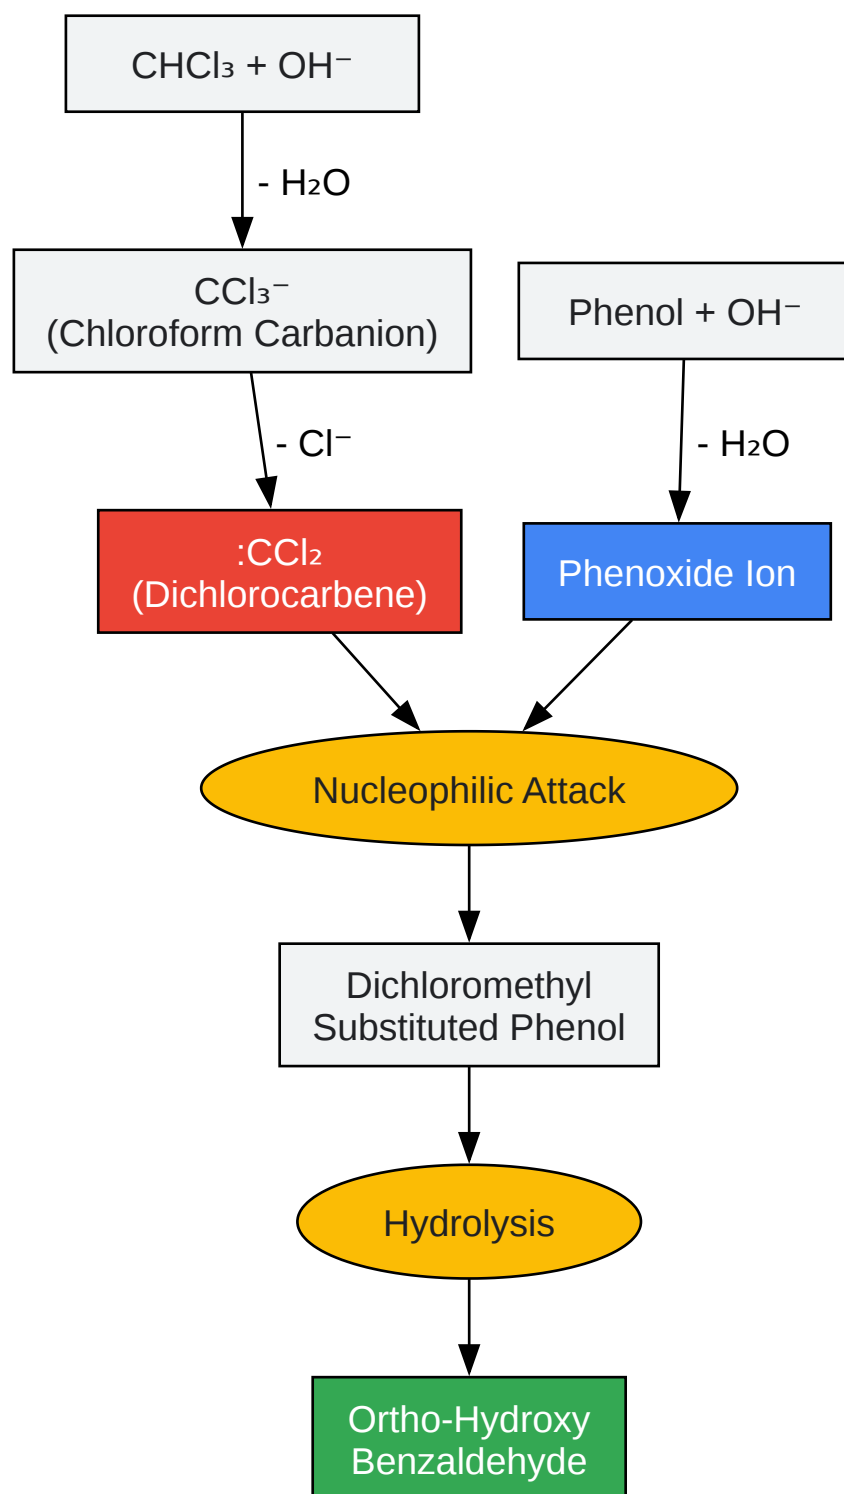 CHCl₃ + OH⁻
- H₂O
CCl₃⁻
(Chloroform Carbanion)
Phenol + OH⁻
- Cl⁻
- H₂O
:CCl₂
(Dichlorocarbene)
Phenoxide Ion
Nucleophilic Attack
Dichloromethyl
Substituted Phenol
Hydrolysis
Ortho-Hydroxy
Benzaldehyde